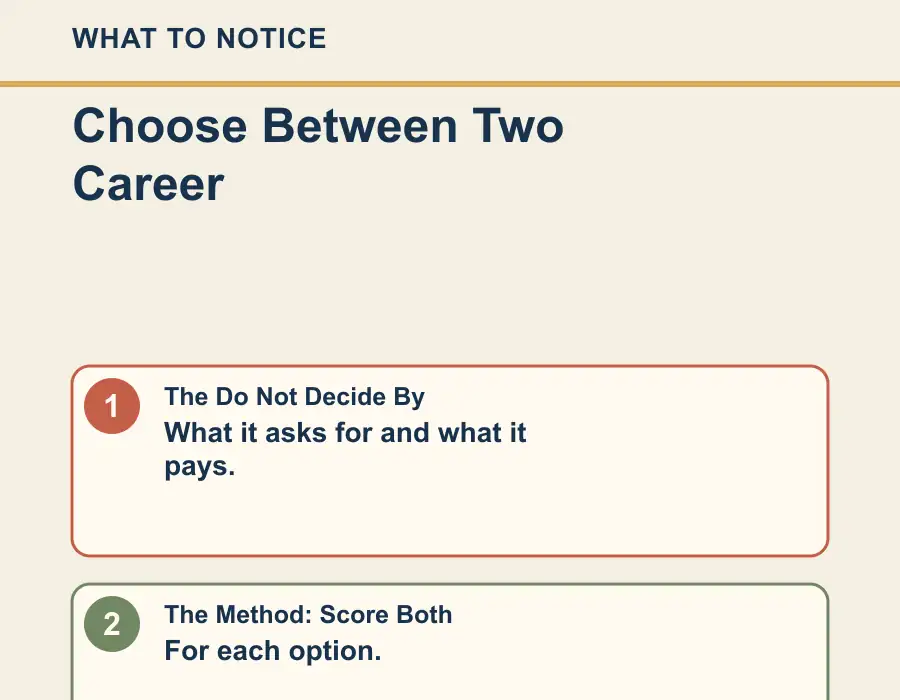 WHAT TO NOTICE
Choose Between Two
Career
1
The Do Not Decide By
What it asks for and what it
pays.
2
The Method: Score Both
For each option.